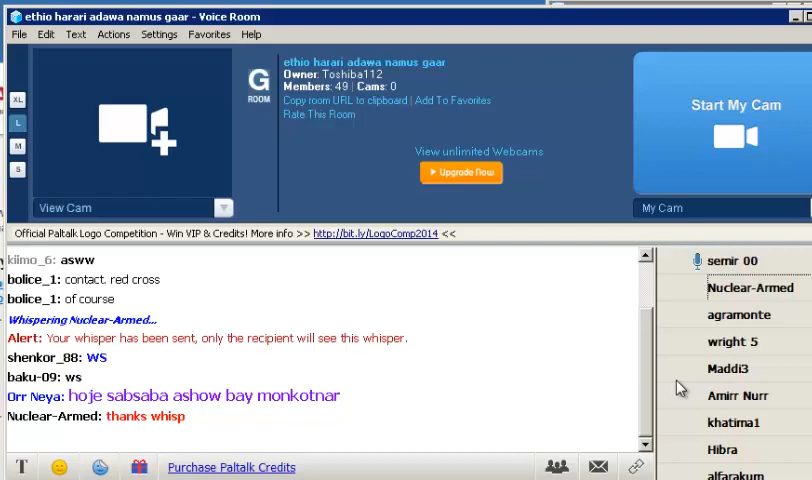 ethio harari adawa namus gaar - Voice Room
File Edit Text Actions Settings Favorites Help
XL
L
M
S
View Cam
G
ROOM
ethio harari adawa namus gaar
Owner: Toshiba112
Members: 49 | Cams: 0
Copy room URL to clipboard | Add To Favorites
Rate This Room
View unlimited Webcams
Upgrade Now
Start My Cam
My Cam
Official Paltalk Logo Competition - Win VIP & Credits! More info >> http://bit.ly/LogoComp2014 <<
kiimo_6: asww
bolice_1: contact. red cross
bolice_1: of course
Whispering Nuclear-Armed...
Alert: Your whisper has been sent, only the recipient will see this whisper.
shenkor_88: WS
baku-09: ws
Orr Neya: hoje sabsaba ashow bay monkotnar
Nuclear-Armed: thanks whisp
semir 00
Nuclear-Armed
agramonte
wright 5
Maddi3
Amirr Nurr
khatima1
Hibra
alfarakum
T
Purchase Paltalk Credits